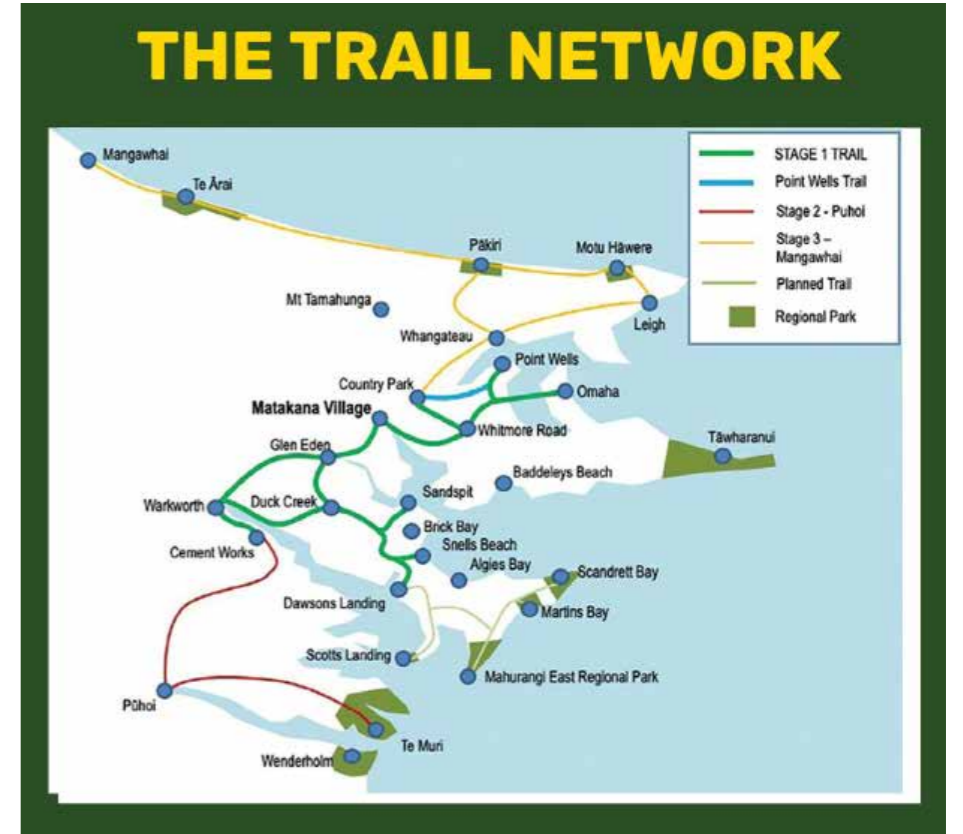 THE TRAIL NETWORK
STAGE 1 TRAIL
Point Wells Trail
Stage 2 - Puhoi
Stage 3 –
Mangawhai
Planned Trail
Regional Park
Mangawhai
Te Ārai
Pākiri
Motu Hāwere
Mt Tamahunga
Leigh
Whangateau
Point Wells
Country Park
Omaha
Matakana Village
Whitmore Road
Glen Eden
Tāwharanui
Baddeleys Beach
Sandspit
Warkworth
Duck Creek
Brick Bay
Cement Works
Snells Beach
Algies Bay
Scandrett Bay
Dawsons Landing
Martins Bay
Scotts Landing
Mahurangi East Regional Park
Pūhoi
Te Muri
Wenderholm